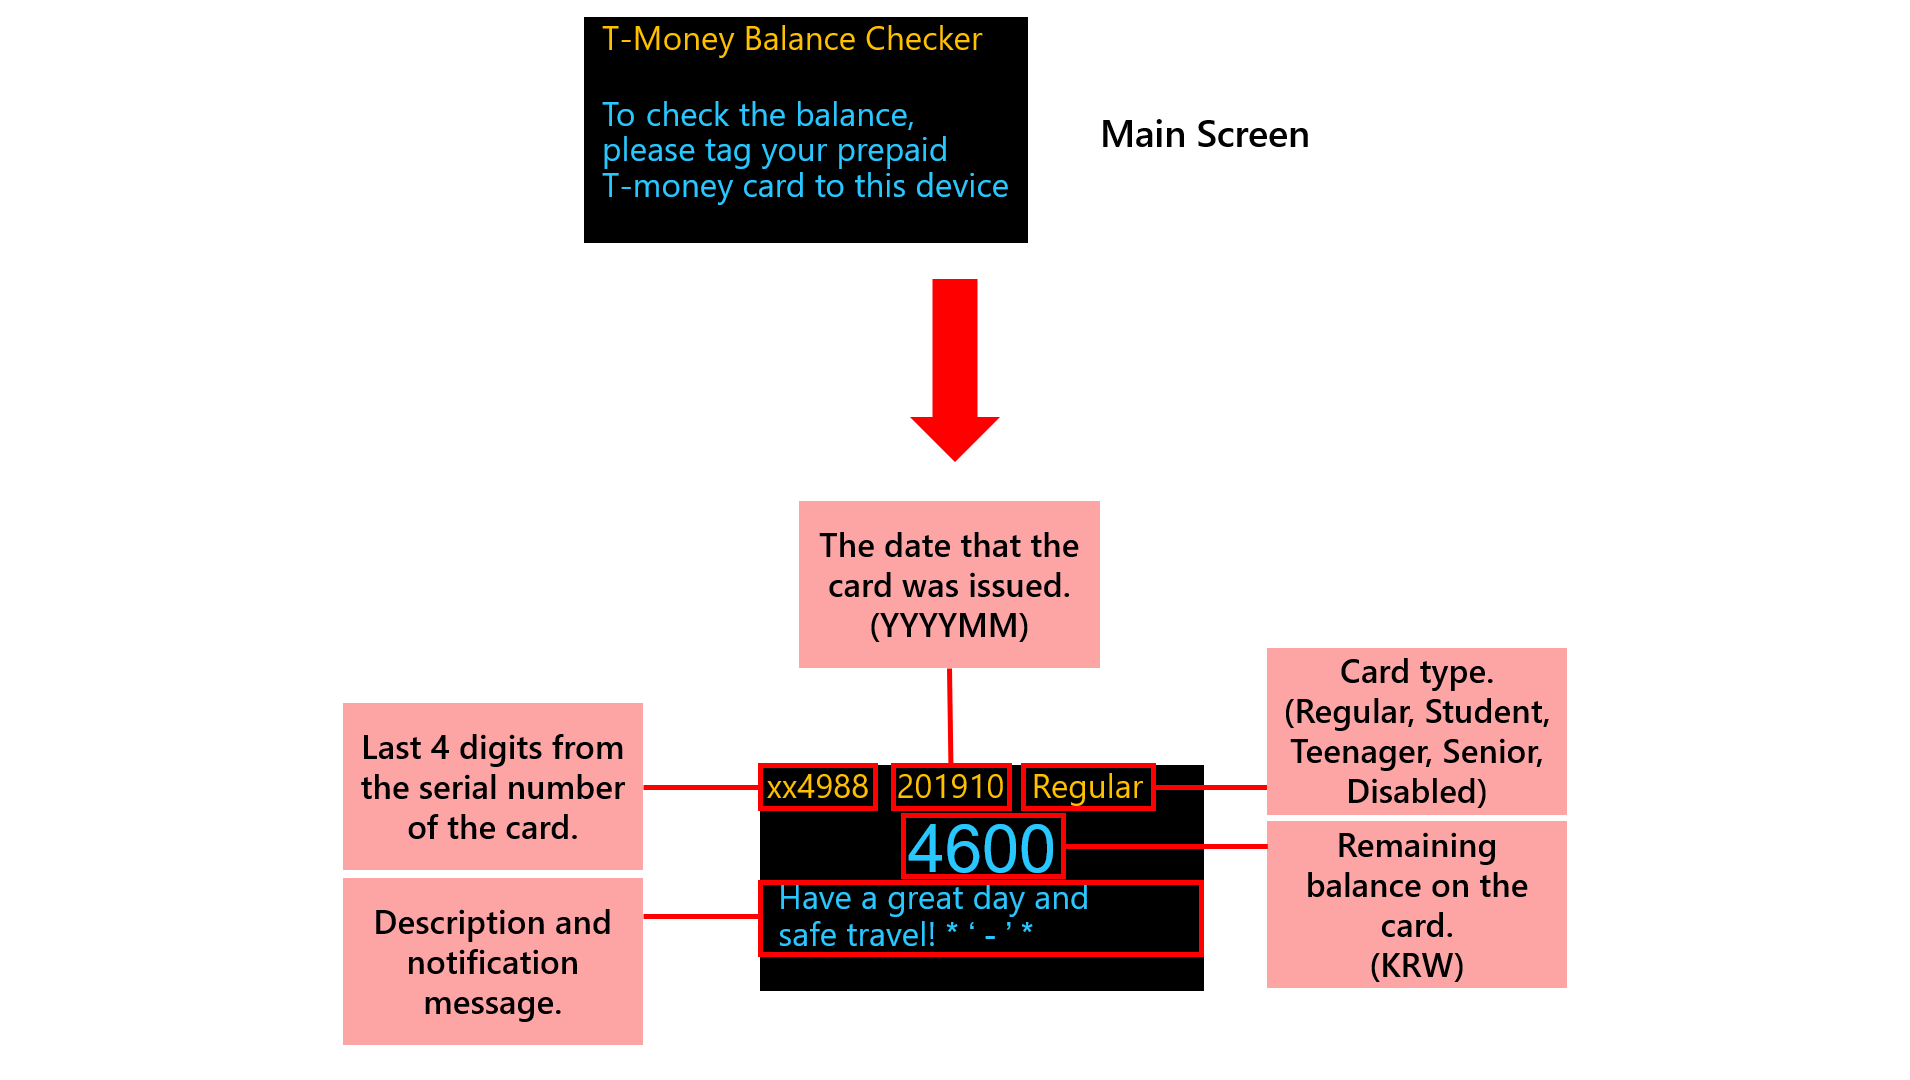 T-Money Balance Checker
To check the balance,
please tag your prepaid
T-money card to this device
Main Screen
The date that the
card was issued.
(YYYYMM)
Card type.
(Regular, Student,
Teenager, Senior,
Disabled)
Last 4 digits from
the serial number
of the card.
xx4988 201910 Regular
4600
Have a great day and
safe travel! * ‘ - ’ *
Remaining
balance on the
card.
(KRW)
Description and
notification
message.